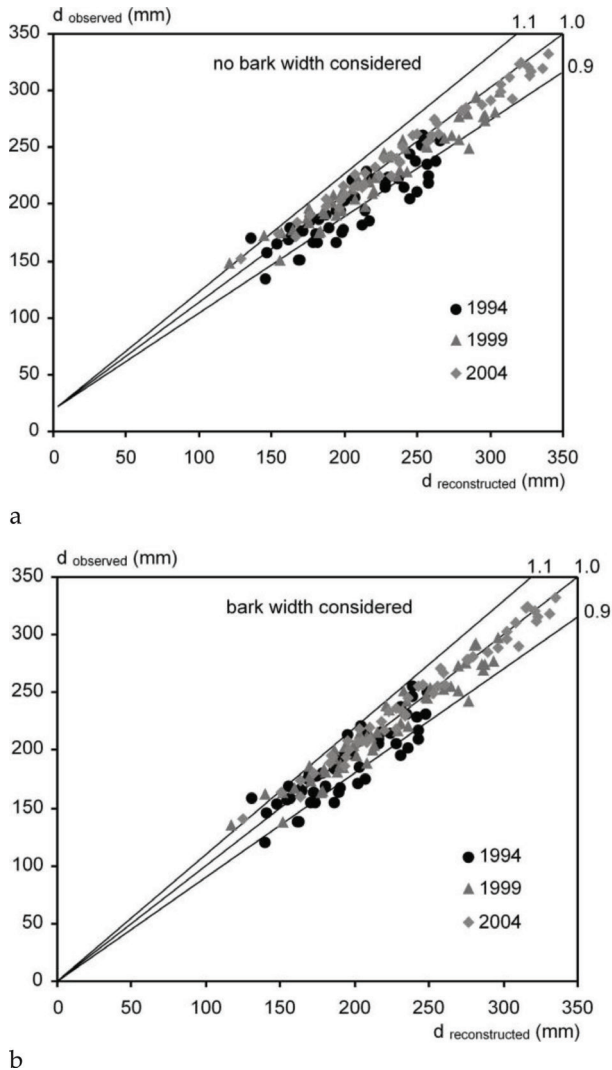 d observed (mm)
1.1 1.0
350
no bark width considered
0.9
300
250
200
150
1994
100
1999
50
2004
0
0 50 100 150 200 250 300 350
d reconstructed (mm)
a
d observed (mm)
1.1 1.0
350
bark width considered
0.9
300
250
200
150
1994
100
1999
50
2004
0
0 50 100 150 200 250 300 350
d reconstructed (mm)
b